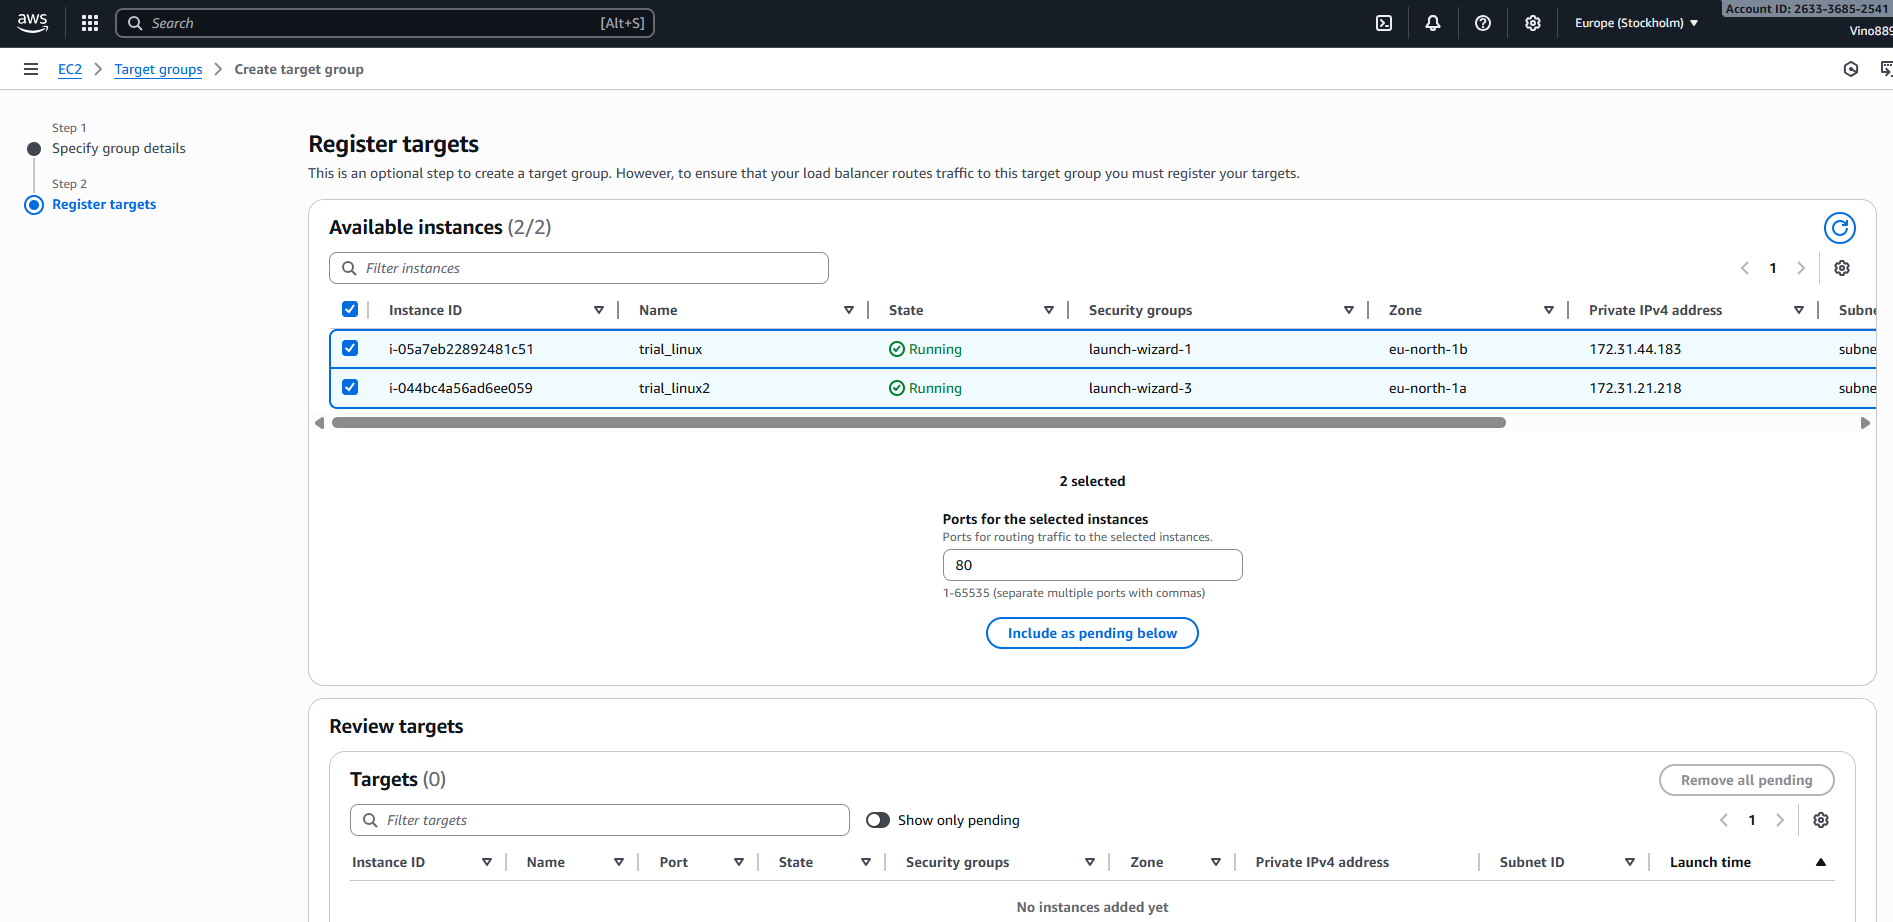 aws
Search [Alt+S]
Europe (Stockholm)
Account ID: 2633-3685-2541
Vino889
EC2 > Target groups > Create target group
Step 1
Specify group details
Step 2
Register targets
Register targets
This is an optional step to create a target group. However, to ensure that your load balancer routes traffic to this target group you must register your targets.
Available instances (2/2)
Filter instances
1
Instance ID Name State Security groups Zone Private IPv4 address Subne
i-05a7eb22892481c51 trial_linux Running launch-wizard-1 eu-north-1b 172.31.44.183 subne
i-044bc4a56ad6ee059 trial_linux2 Running launch-wizard-3 eu-north-1a 172.31.21.218 subne
2 selected
Ports for the selected instances
Ports for routing traffic to the selected instances.
80
1-65535 (separate multiple ports with commas)
Include as pending below
Review targets
Targets (0)
Remove all pending
Filter targets
Show only pending
1
Instance ID Name Port State Security groups Zone Private IPv4 address Subnet ID Launch time
No instances added yet